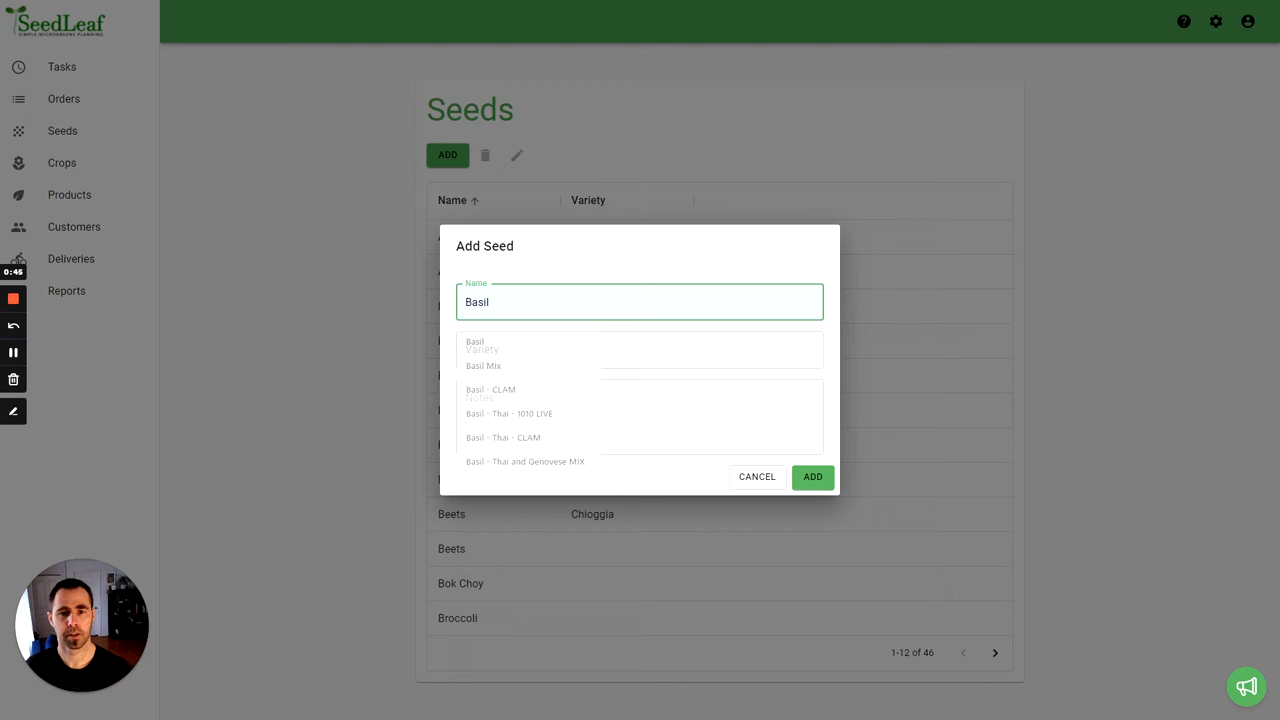 SeedLeaf
SIMPLE MICROGREENS PLANNING
Tasks
Orders
Seeds
Crops
Products
Customers
Deliveries
Reports
0:45
Seeds
ADD
Name
Variety
Add Seed
Name
Basil
Basil
Variety
Basil Mix
Basil - CLAM
Notes
Basil - Thai - 1010 LIVE
Basil - Thai - CLAM
Basil - Thai and Genovese MIX
CANCEL
ADD
Beets
Chioggia
Beets
Bok Choy
Broccoli
1-12 of 46